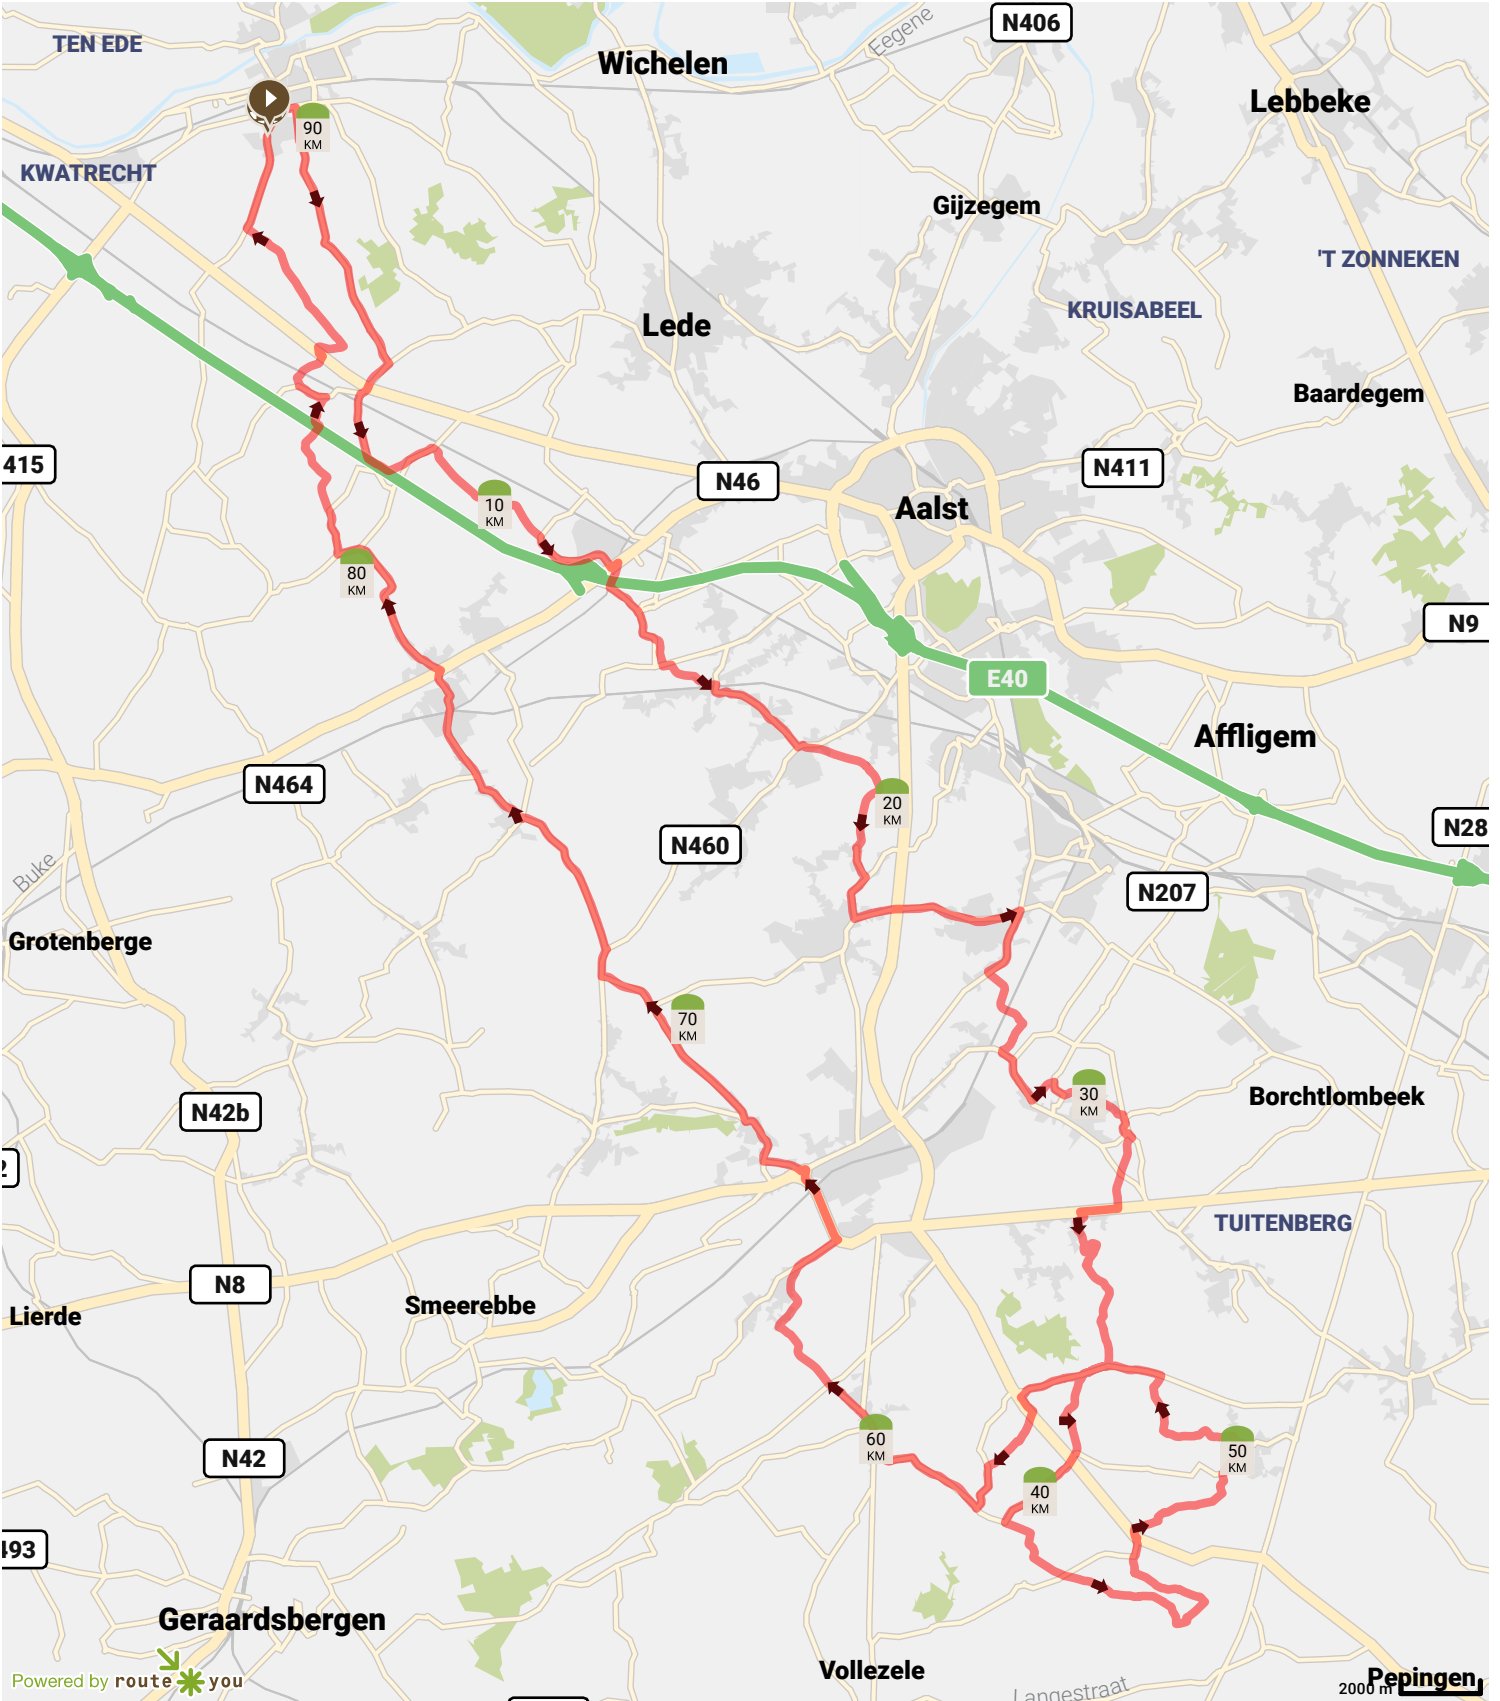 N406
Eegene
TEN EDE
Wichelen
Lebbeke
90
KM
KWATRECHT
Gijzegem
'T ZONNEKEN
KRUISABEEL
Lede
Baardegem
415
N411
N46
Aalst
10
KM
80
KM
N9
E40
Affligem
N464
20
KM
N28
N460
Buke
N207
Grotenberge
70
KM
30
KM
Borchtlombeek
N42b
2
TUITENBERG
N8
Smeerebbe
Lierde
60
KM
50
KM
N42
40
KM
493
Geraardsbergen
Vollezele
Pepingen
Powered by routeyou
Langestraat
2000 m